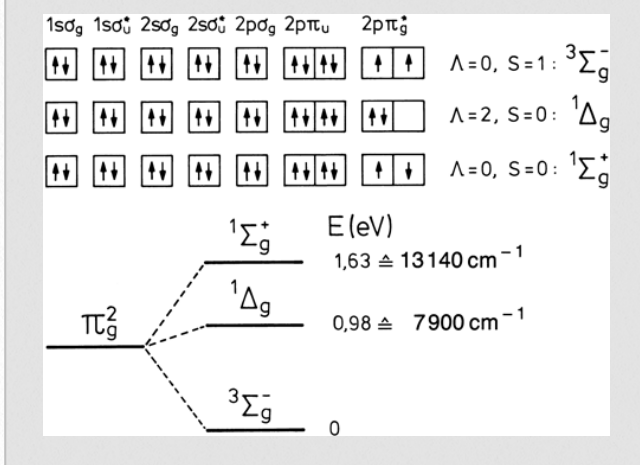 1sσg 1sσu* 2sσg 2sσu* 2pσg 2pπu 2pπg*
↑↓ ↑↓ ↑↓ ↑↓ ↑↓ ↑↓ ↑↓ ↑ ↑ Λ=0, S=1: ³Σg⁻
↑↓ ↑↓ ↑↓ ↑↓ ↑↓ ↑↓ ↑↓ ↑↓ Λ=2, S=0: ¹Δg
↑↓ ↑↓ ↑↓ ↑↓ ↑↓ ↑↓ ↑↓ ↑ ↓ Λ=0, S=0: ¹Σg⁺
¹Σg⁺ E(eV)
1,63 ≙ 13140 cm⁻¹
¹Δg
πg² 0,98 ≙ 7900 cm⁻¹
³Σg⁻
0